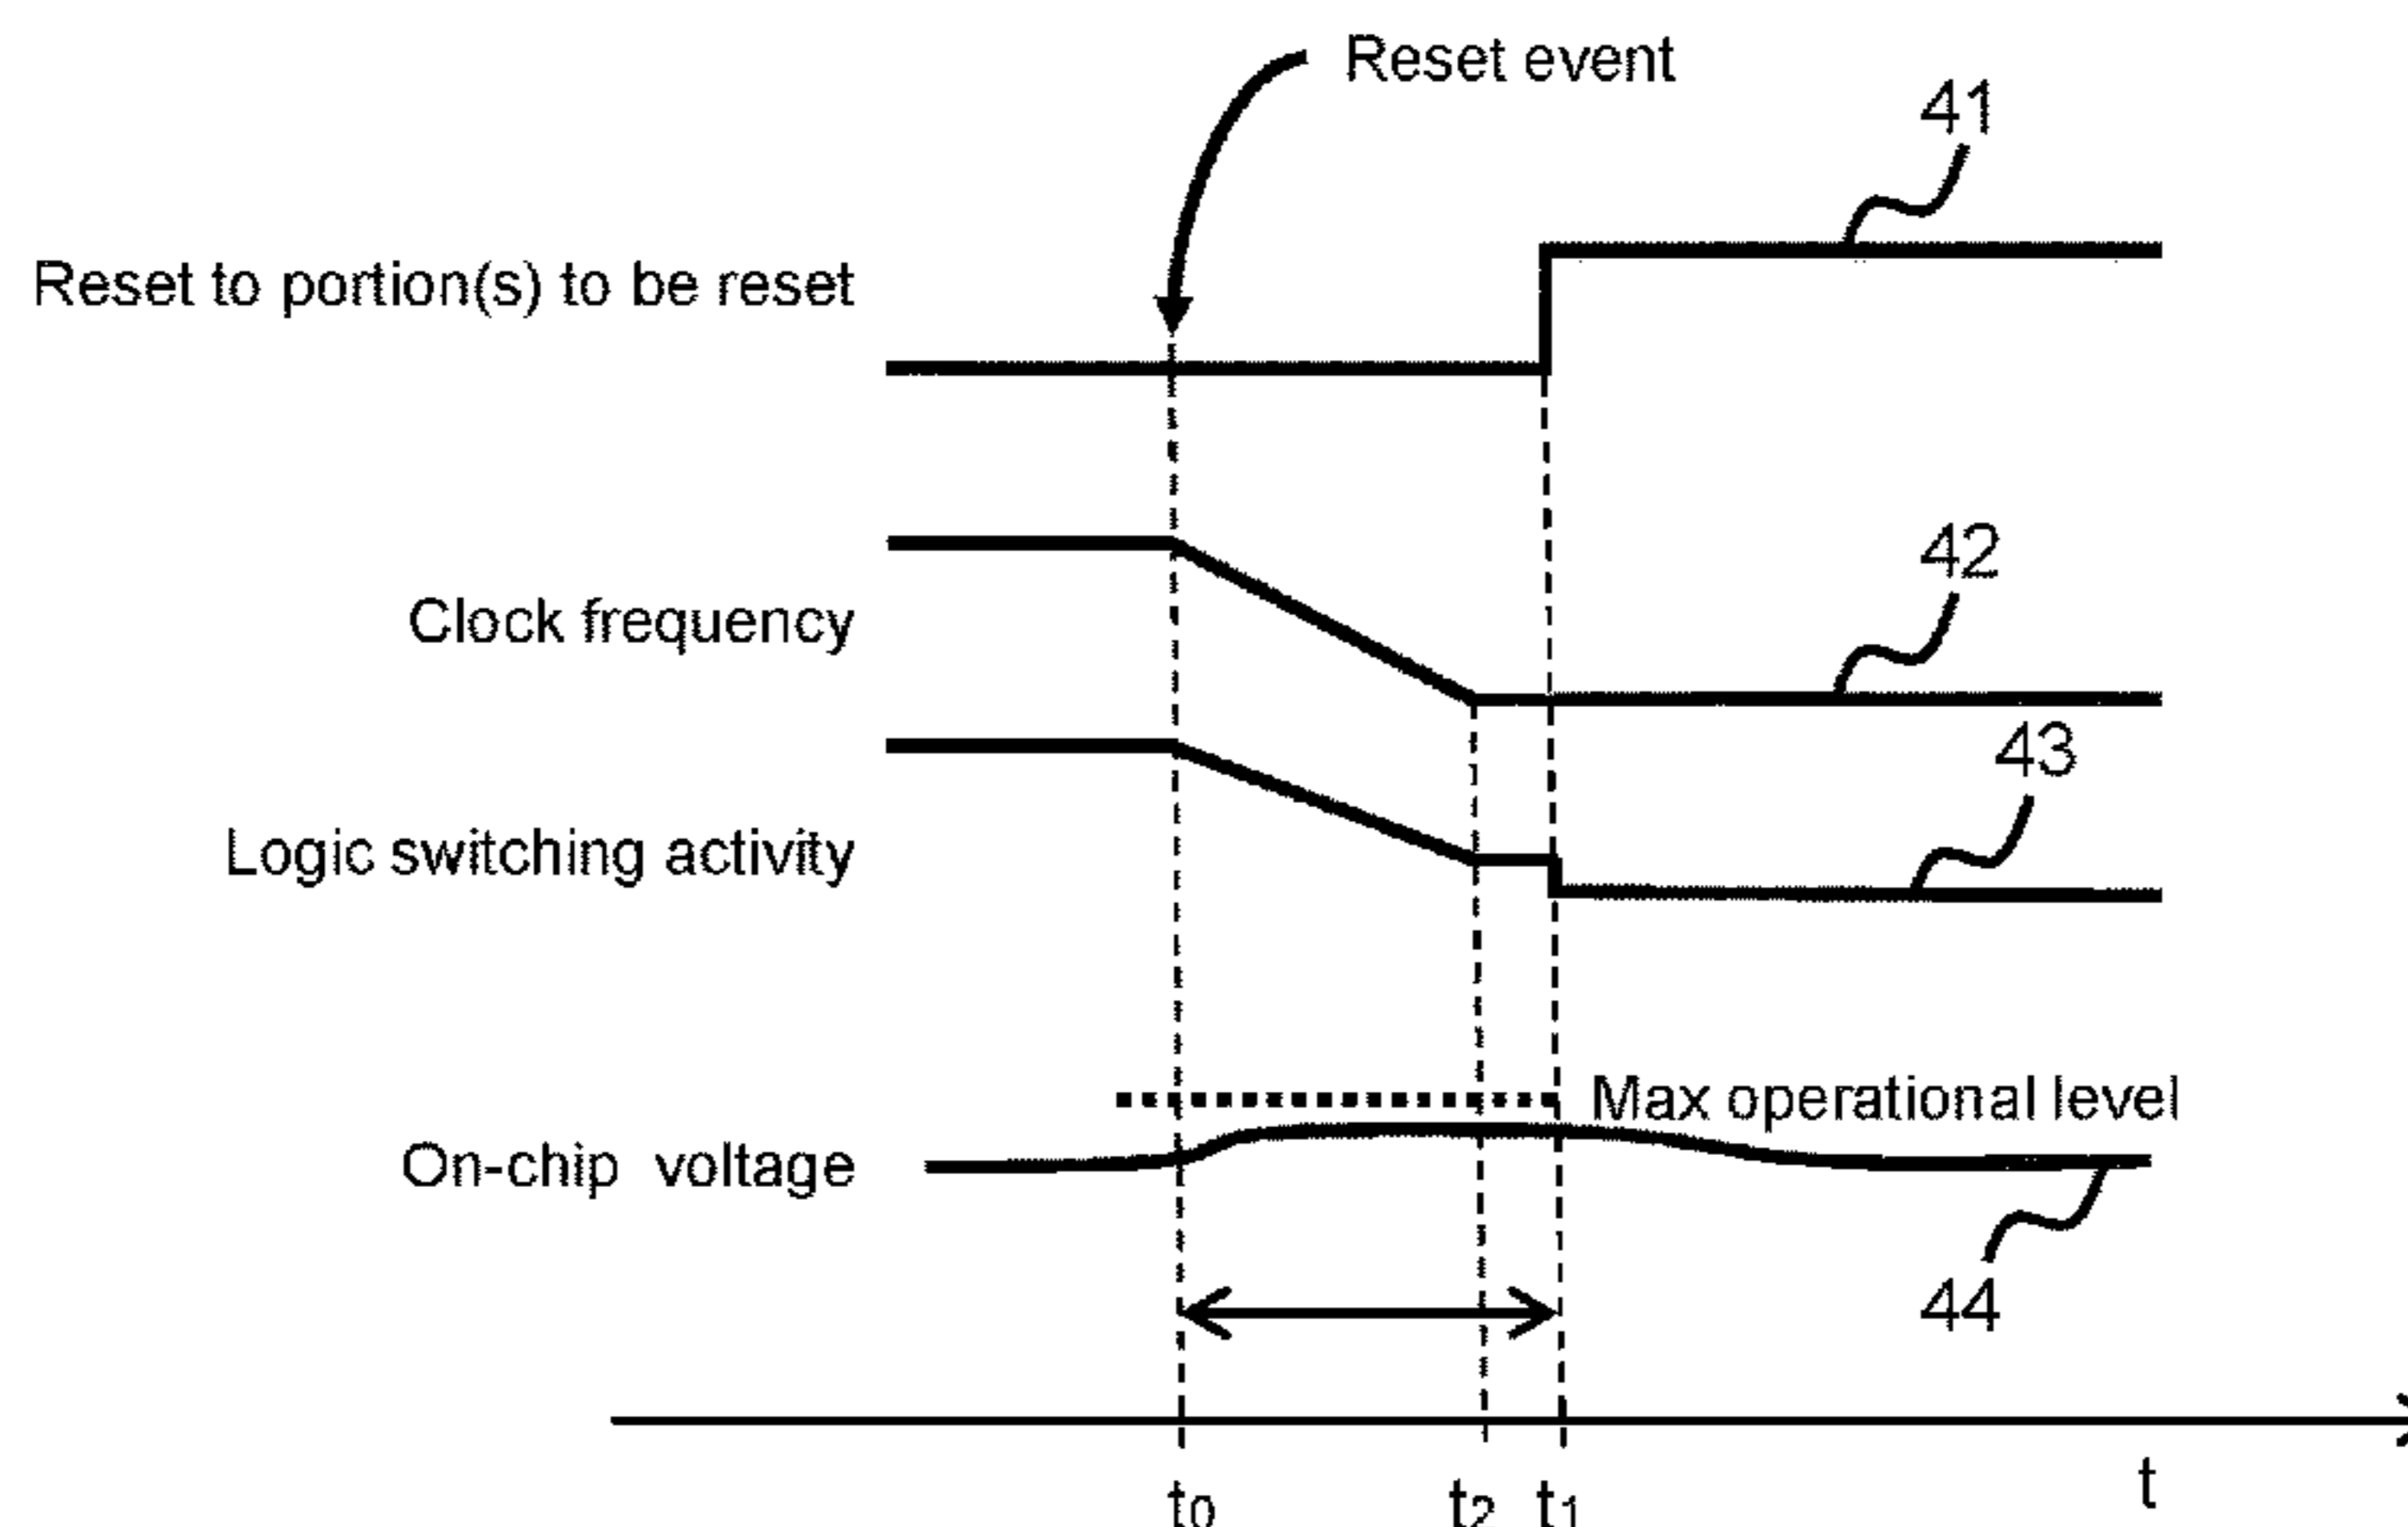 Reset event
41
Reset to portion(s) to be reset
42
Clock frequency
43
Logic switching activity
Max operational level
On-chip voltage
44
t
t0 t2 t1